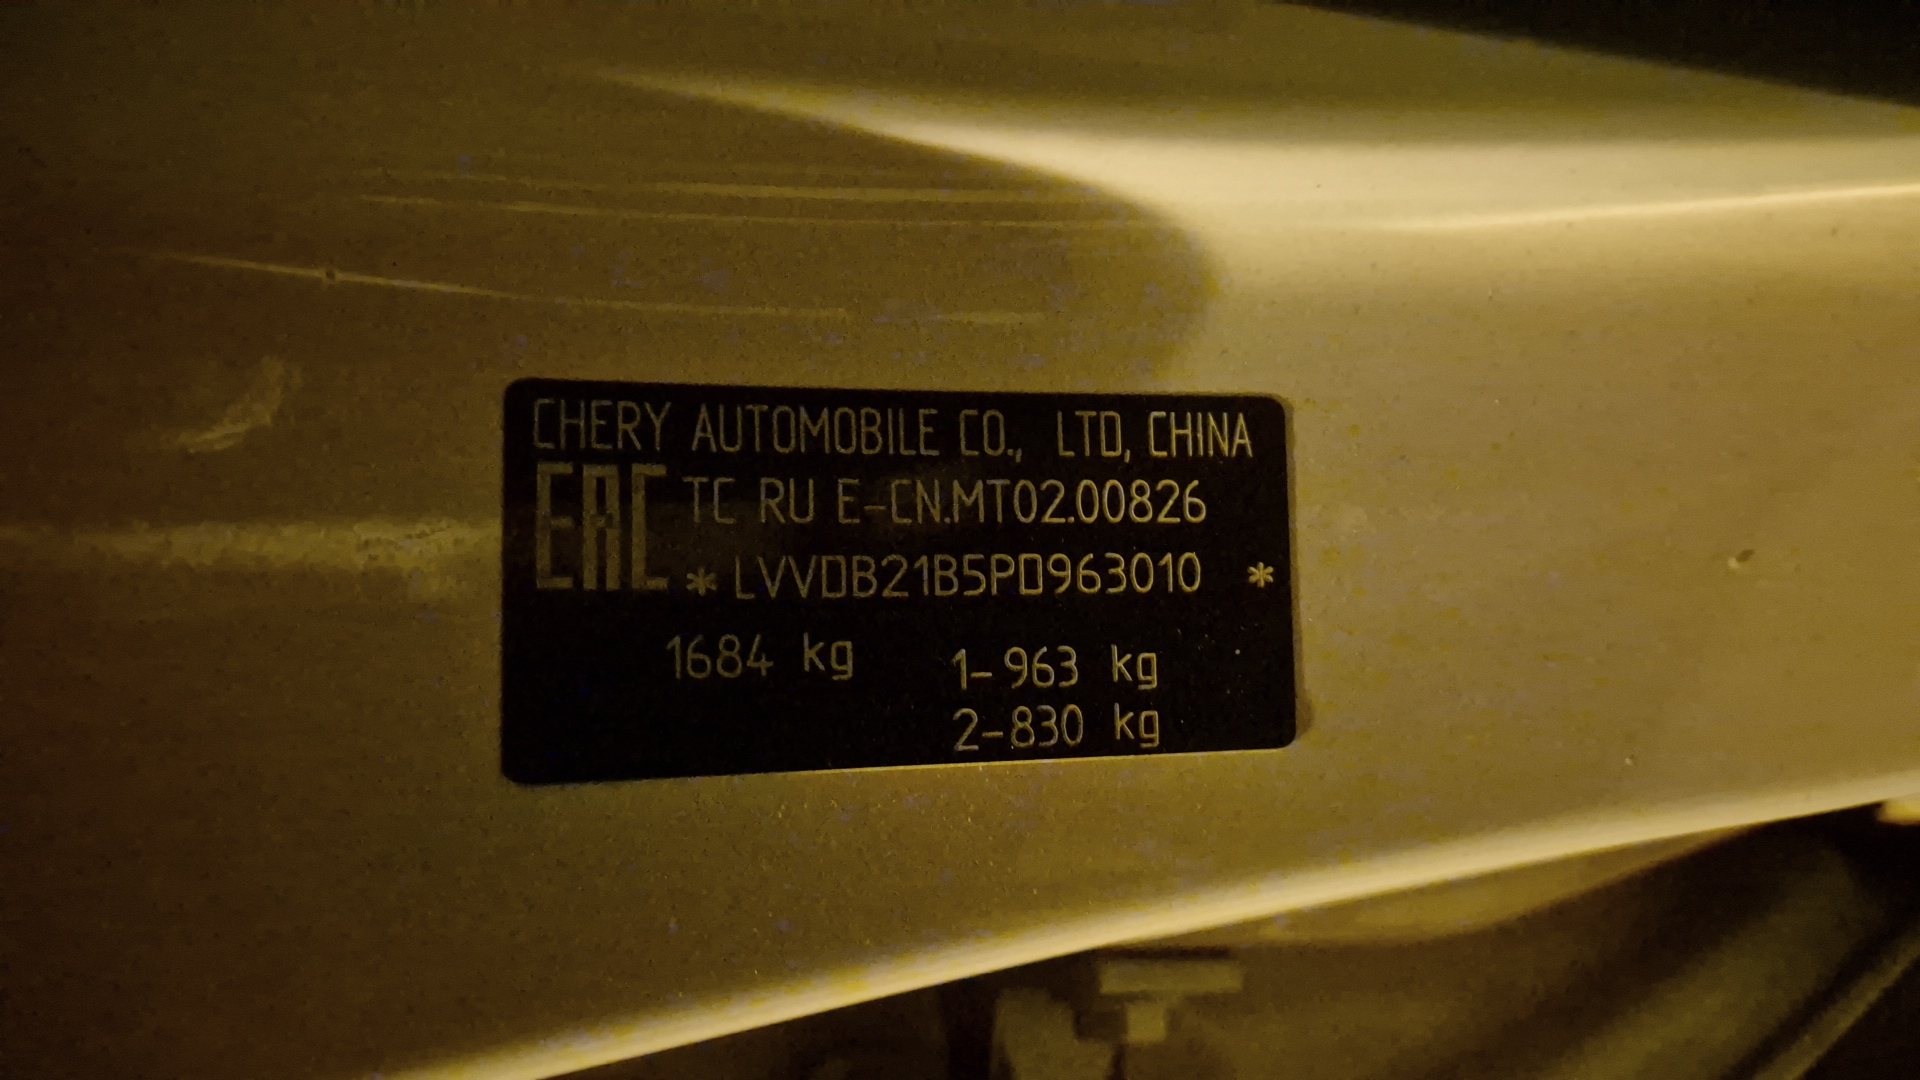 CHERY AUTOMOBILE CO., LTD, CHINA
EAC TC RU E-CN.MT02.00826
* LVVDB21B5PD963010 *
1684 kg 1-963 kg
2-830 kg